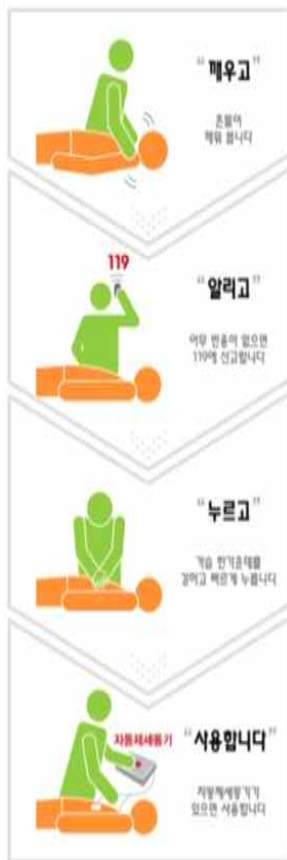 "깨우고"
흔들어
깨워 봅니다
119
"알리고"
아무 반응이 없으면
119에 신고합니다
"누르고"
가슴 한가운데를
강하고 빠르게 누릅니다
자동제세동기
"사용합니다"
자동제세동기가
있으면 사용합니다